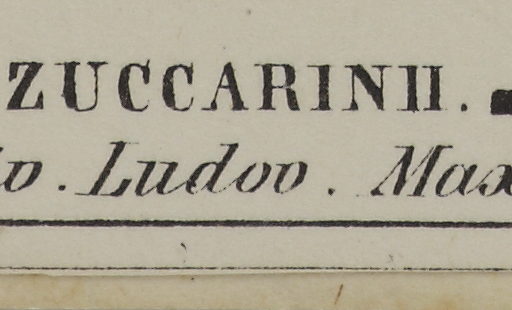 ZUCCARINII.
v. Ludov. Max